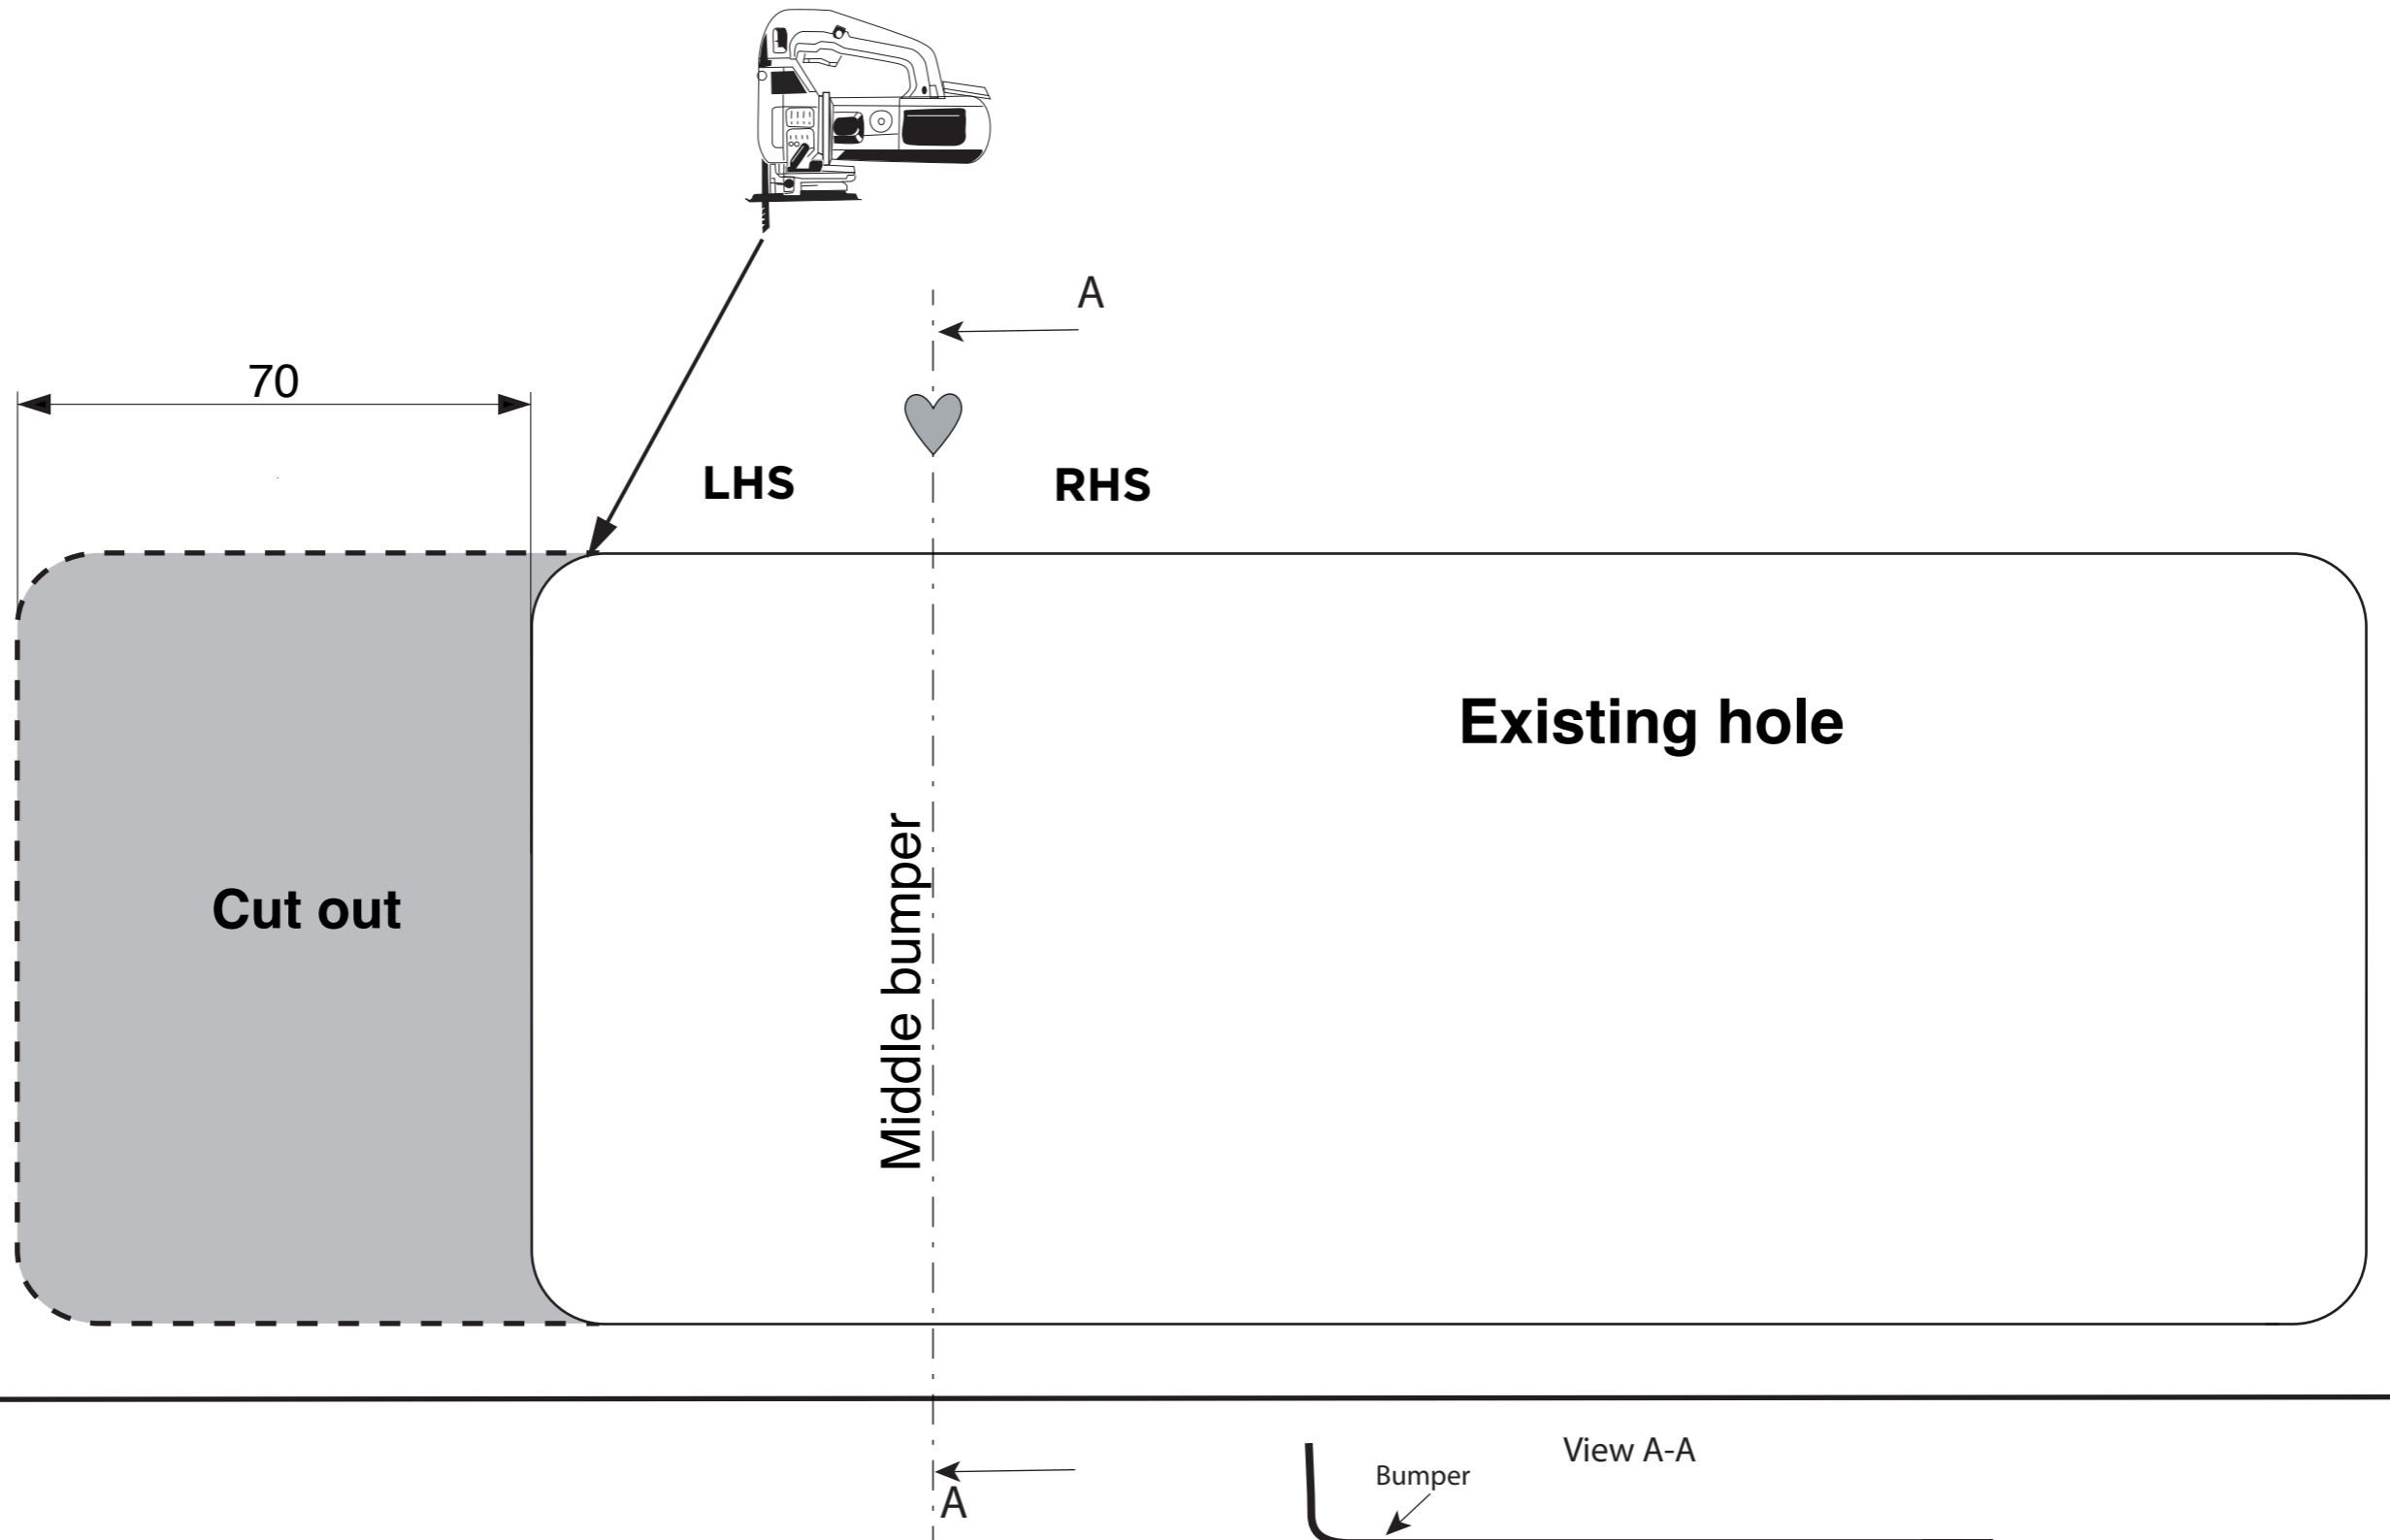 A
70
LHS
RHS
Existing hole
Cut out
Middle bumper
View A-A
Bumper
A